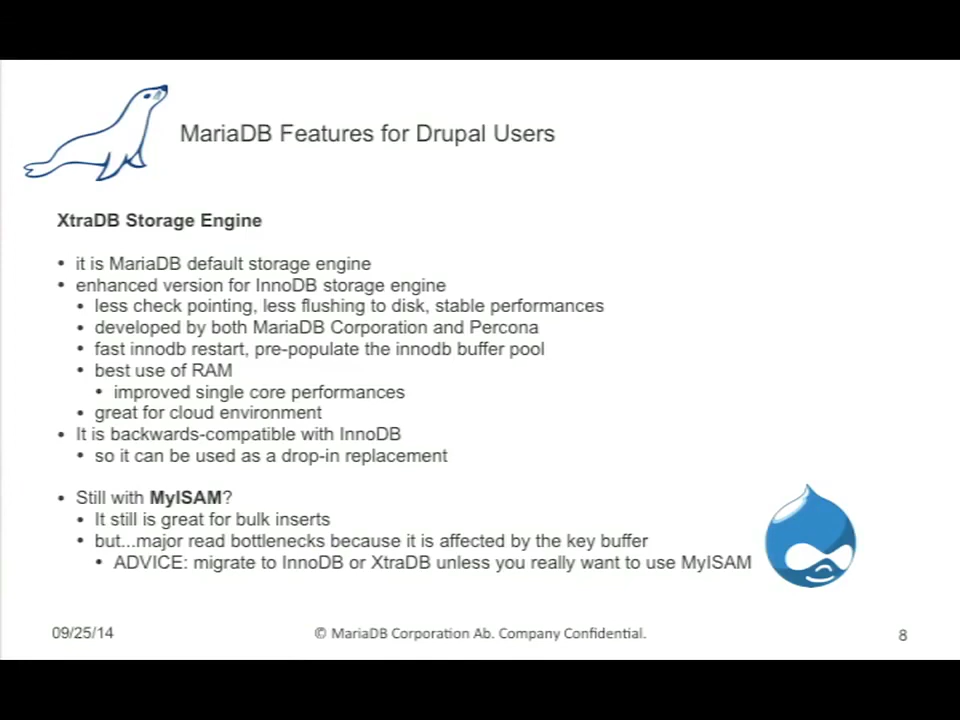 MariaDB Features for Drupal Users
XtraDB Storage Engine
• it is MariaDB default storage engine
• enhanced version for InnoDB storage engine
• less check pointing, less flushing to disk, stable performances
• developed by both MariaDB Corporation and Percona
• fast innodb restart, pre-populate the innodb buffer pool
• best use of RAM
• improved single core performances
• great for cloud environment
• It is backwards-compatible with InnoDB
• so it can be used as a drop-in replacement
• Still with MyISAM?
• It still is great for bulk inserts
• but...major read bottlenecks because it is affected by the key buffer
• ADVICE: migrate to InnoDB or XtraDB unless you really want to use MyISAM
09/25/14
© MariaDB Corporation Ab. Company Confidential.
8